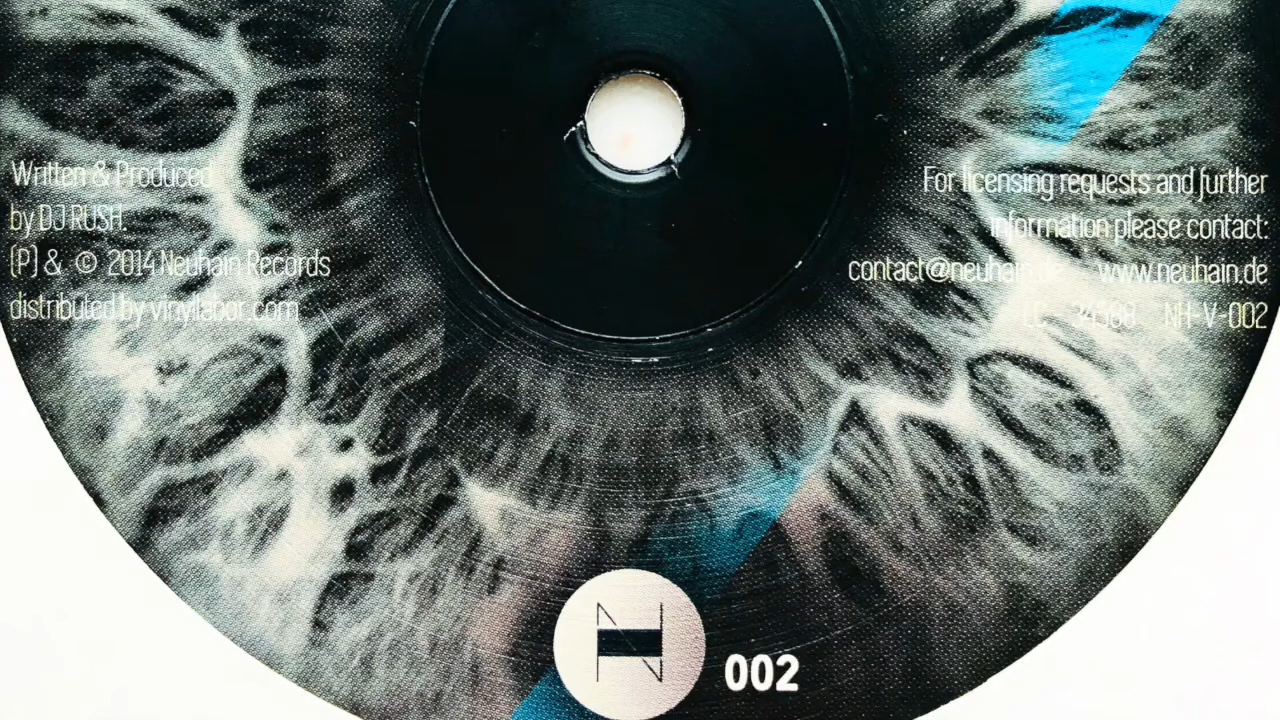 Written & Produced
by DJ RUSH.
(P) & © 2014 Neuhain Records
distributed by vinyllabor.com
For licensing requests and further
information please contact:
contact@neuhain.de www.neuhain.de
LC NH-V-002
002